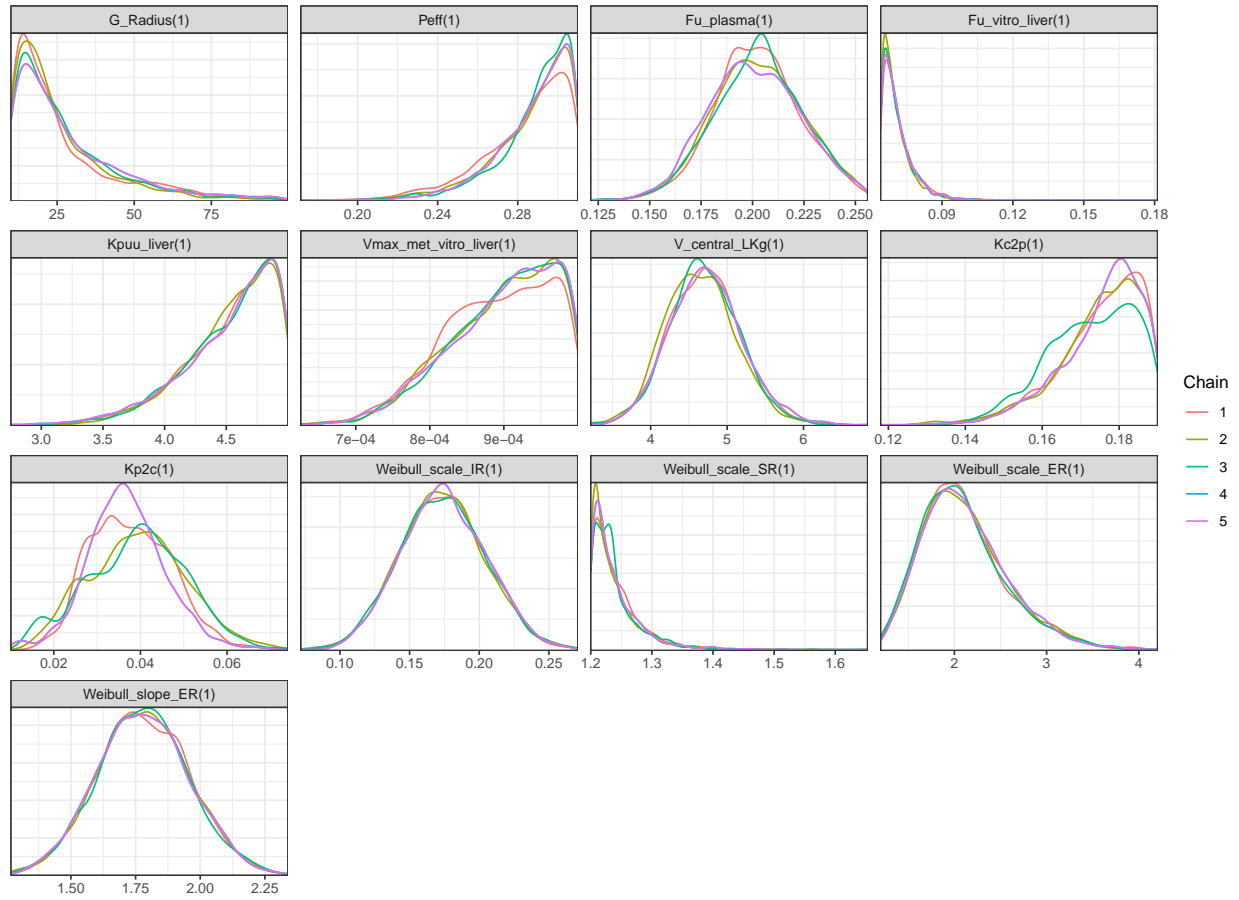 G_Radius(1) Peff(1) Fu_plasma(1) Fu_vitro_liver(1)
25 50 75 0.20 0.24 0.28 0.125 0.150 0.175 0.200 0.225 0.250 0.09 0.12 0.15 0.18
Kpuu_liver(1) Vmax_met_vitro_liver(1) V_central_LKg(1) Kc2p(1)
3.0 3.5 4.0 4.5 7e−04 8e−04 9e−04 4 5 6 0.12 0.14 0.16 0.18
Kp2c(1) Weibull_scale_IR(1) Weibull_scale_SR(1) Weibull_scale_ER(1)
0.02 0.04 0.06 0.10 0.15 0.20 0.25 1.2 1.3 1.4 1.5 1.6 2 3 4
Weibull_slope_ER(1)
1.50 1.75 2.00 2.25
Chain
1
2
3
4
5